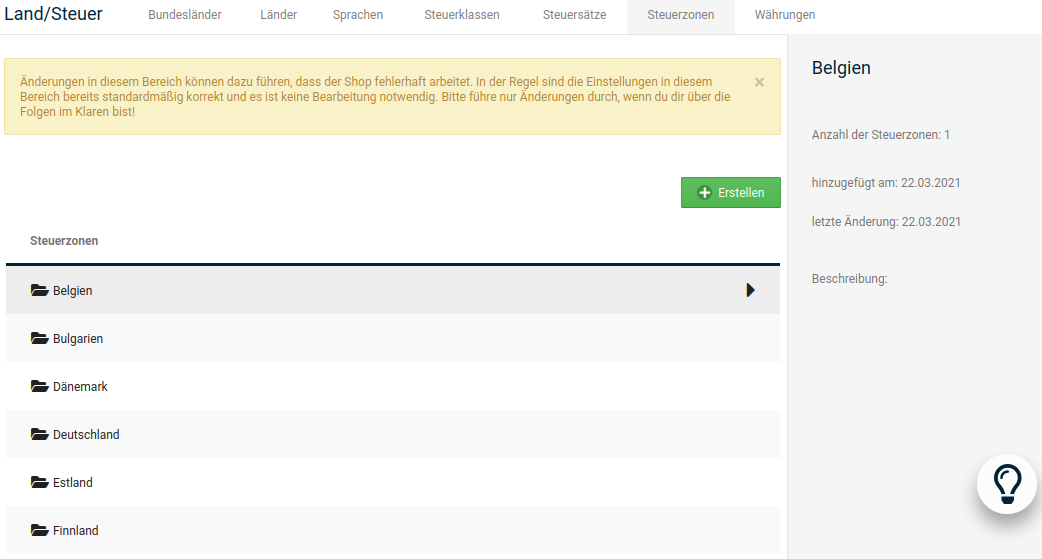 Land/Steuer
Bundesländer
Länder
Sprachen
Steuerklassen
Steuersätze
Steuerzonen
Währungen
Änderungen in diesem Bereich können dazu führen, dass der Shop fehlerhaft arbeitet. In der Regel sind die Einstellungen in diesem
Bereich bereits standardmäßig korrekt und es ist keine Bearbeitung notwendig. Bitte führe nur Änderungen durch, wenn du dir über die
Folgen im Klaren bist!
×
Erstellen
Steuerzonen
Belgien
Bulgarien
Dänemark
Deutschland
Estland
Finnland
Belgien
Anzahl der Steuerzonen: 1
hinzugefügt am: 22.03.2021
letzte Änderung: 22.03.2021
Beschreibung: